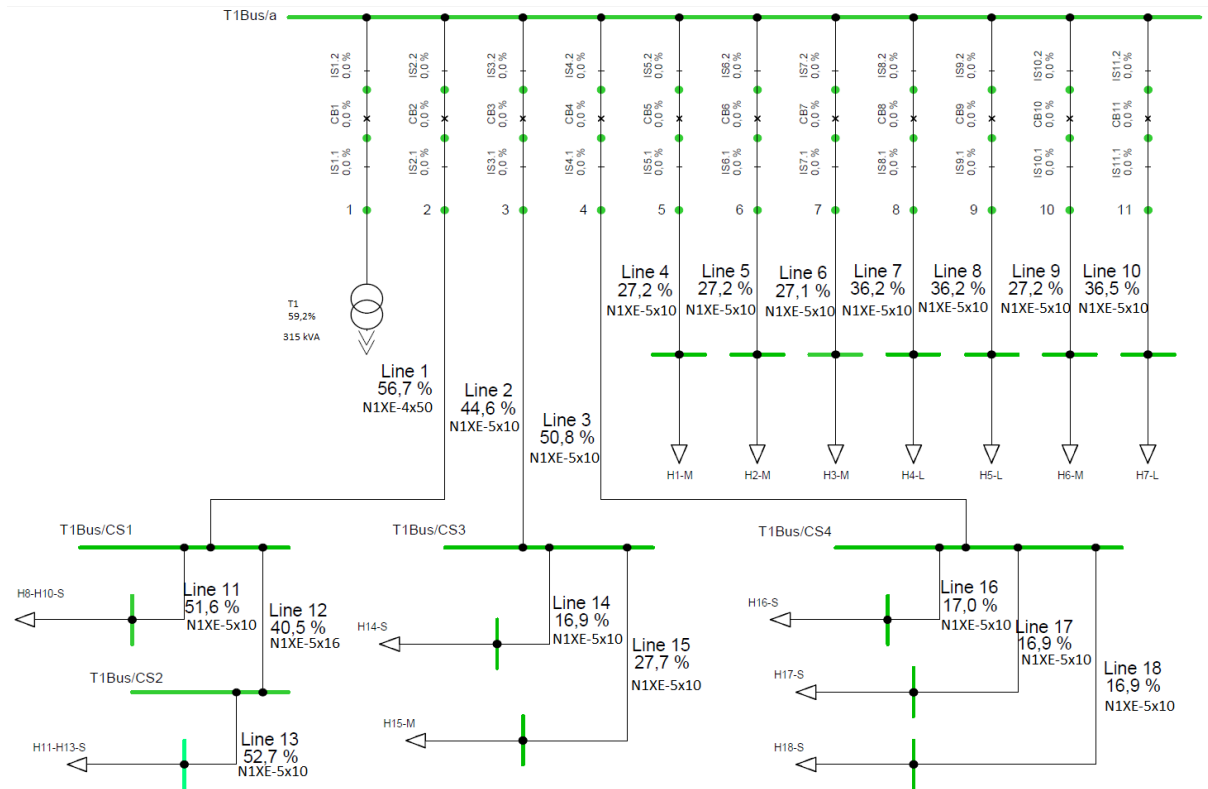 T1Bus/a
IS1.2
0,0 %
IS2.2
0,0 %
IS3.2
0,0 %
IS4.2
0,0 %
IS5.2
0,0 %
IS6.2
0,0 %
IS7.2
0,0 %
IS8.2
0,0 %
IS9.2
0,0 %
IS10.2
0,0 %
IS11.2
0,0 %
CB1
0,0 %
CB2
0,0 %
CB3
0,0 %
CB4
0,0 %
CB5
0,0 %
CB6
0,0 %
CB7
0,0 %
CB8
0,0 %
CB9
0,0 %
CB10
0,0 %
CB11
0,0 %
IS1.1
0,0 %
IS2.1
0,0 %
IS3.1
0,0 %
IS4.1
0,0 %
IS5.1
0,0 %
IS6.1
0,0 %
IS7.1
0,0 %
IS8.1
0,0 %
IS9.1
0,0 %
IS10.1
0,0 %
IS11.1
0,0 %
1
2
3
4
5
6
7
8
9
10
11
T1
59,2%
315 kVA
Line 1
56,7 %
N1XE-4x50
Line 2
44,6 %
N1XE-5x10
Line 3
50,8 %
N1XE-5x10
Line 4
27,2 %
N1XE-5x10
Line 5
27,2 %
N1XE-5x10
Line 6
27,1 %
N1XE-5x10
Line 7
36,2 %
N1XE-5x10
Line 8
36,2 %
N1XE-5x10
Line 9
27,2 %
N1XE-5x10
Line 10
36,5 %
N1XE-5x10
H1-M
H2-M
H3-M
H4-L
H5-L
H6-M
H7-L
T1Bus/CS1
H8-H10-S
Line 11
51,6 %
N1XE-5x10
Line 12
40,5 %
N1XE-5x16
T1Bus/CS2
H11-H13-S
Line 13
52,7 %
N1XE-5x10
T1Bus/CS3
H14-S
Line 14
16,9 %
N1XE-5x10
Line 15
27,7 %
N1XE-5x10
H15-M
T1Bus/CS4
H16-S
Line 16
17,0 %
N1XE-5x10
Line 17
16,9 %
N1XE-5x10
H17-S
Line 18
16,9 %
N1XE-5x10
H18-S